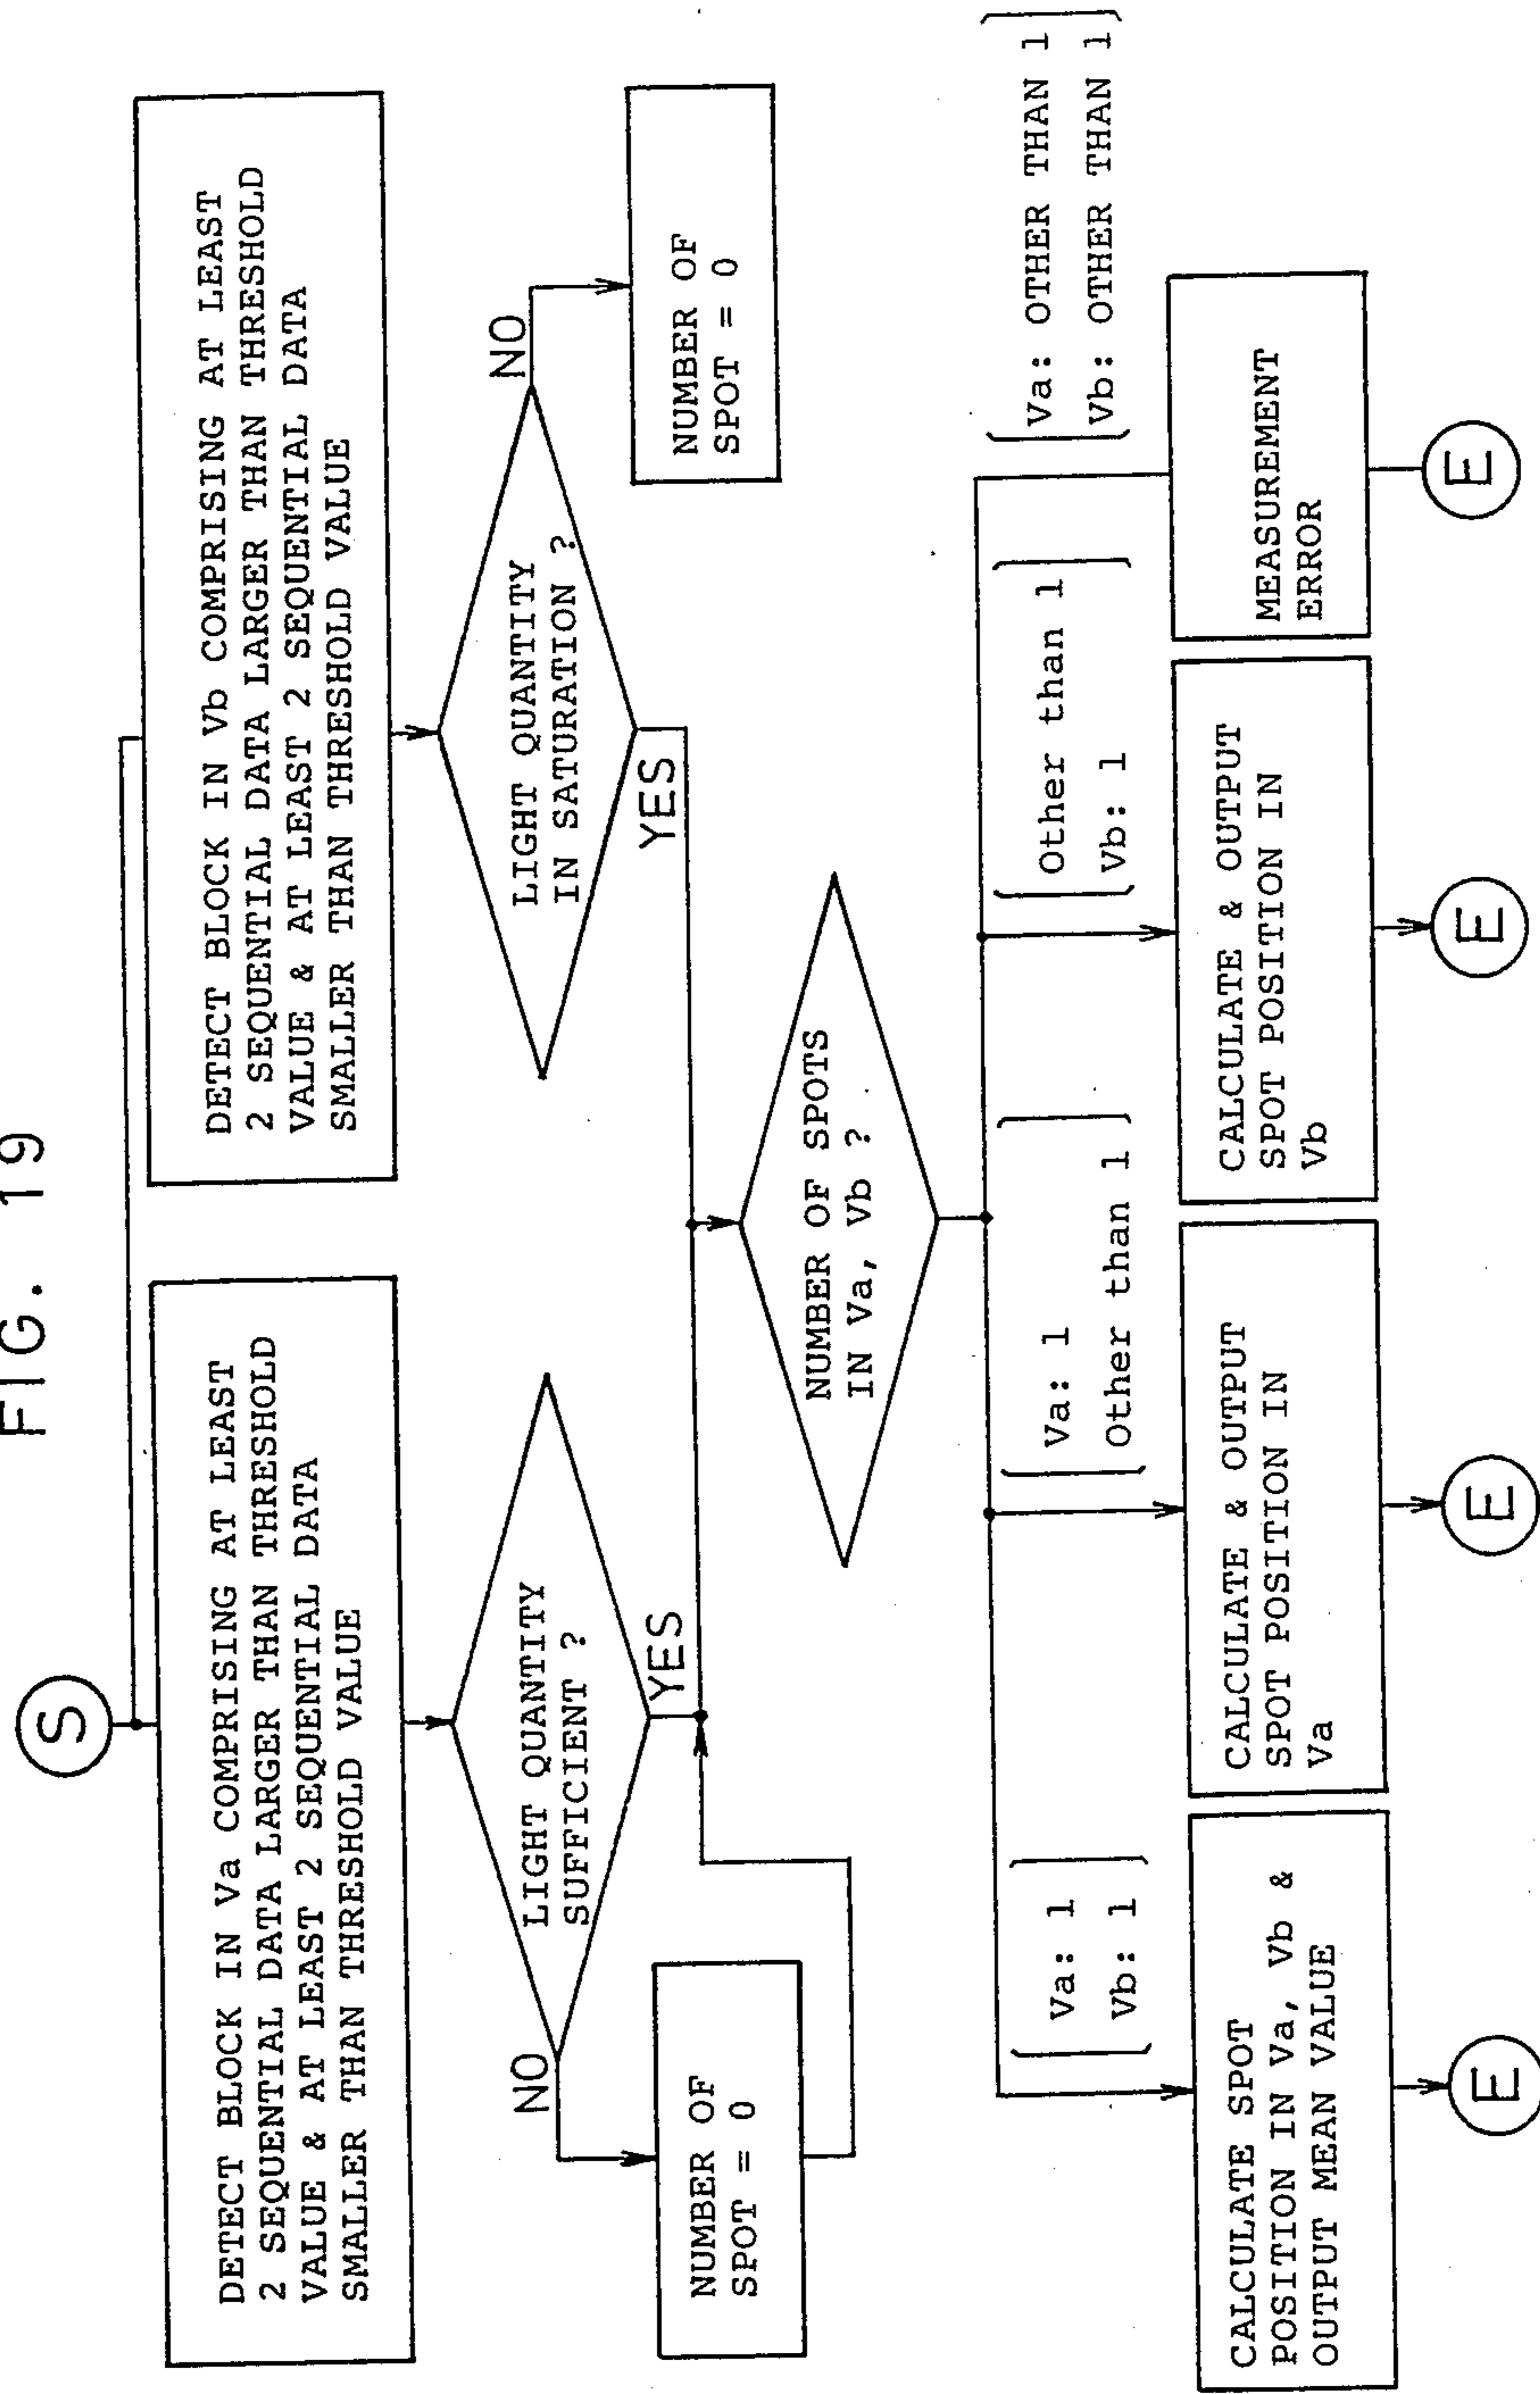 FIG. 19
S
DETECT BLOCK IN Va COMPRISING AT LEAST
2 SEQUENTIAL DATA LARGER THAN THRESHOLD
VALUE & AT LEAST 2 SEQUENTIAL DATA
SMALLER THAN THRESHOLD VALUE
DETECT BLOCK IN Vb COMPRISING AT LEAST
2 SEQUENTIAL DATA LARGER THAN THRESHOLD
VALUE & AT LEAST 2 SEQUENTIAL DATA
SMALLER THAN THRESHOLD VALUE
LIGHT QUANTITY
SUFFICIENT ?
NO
YES
LIGHT QUANTITY
IN SATURATION ?
NO
YES
NUMBER OF
SPOT = 0
NUMBER OF
SPOT = 0
NUMBER OF SPOTS
IN Va, Vb ?
Va: 1
Vb: 1
Va: 1
Other than 1
Other than 1
Vb: 1
Va: OTHER THAN 1
Vb: OTHER THAN 1
CALCULATE SPOT
POSITION IN Va, Vb &
OUTPUT MEAN VALUE
CALCULATE & OUTPUT
SPOT POSITION IN
Va
CALCULATE & OUTPUT
SPOT POSITION IN
Vb
MEASUREMENT
ERROR
E
E
E
E